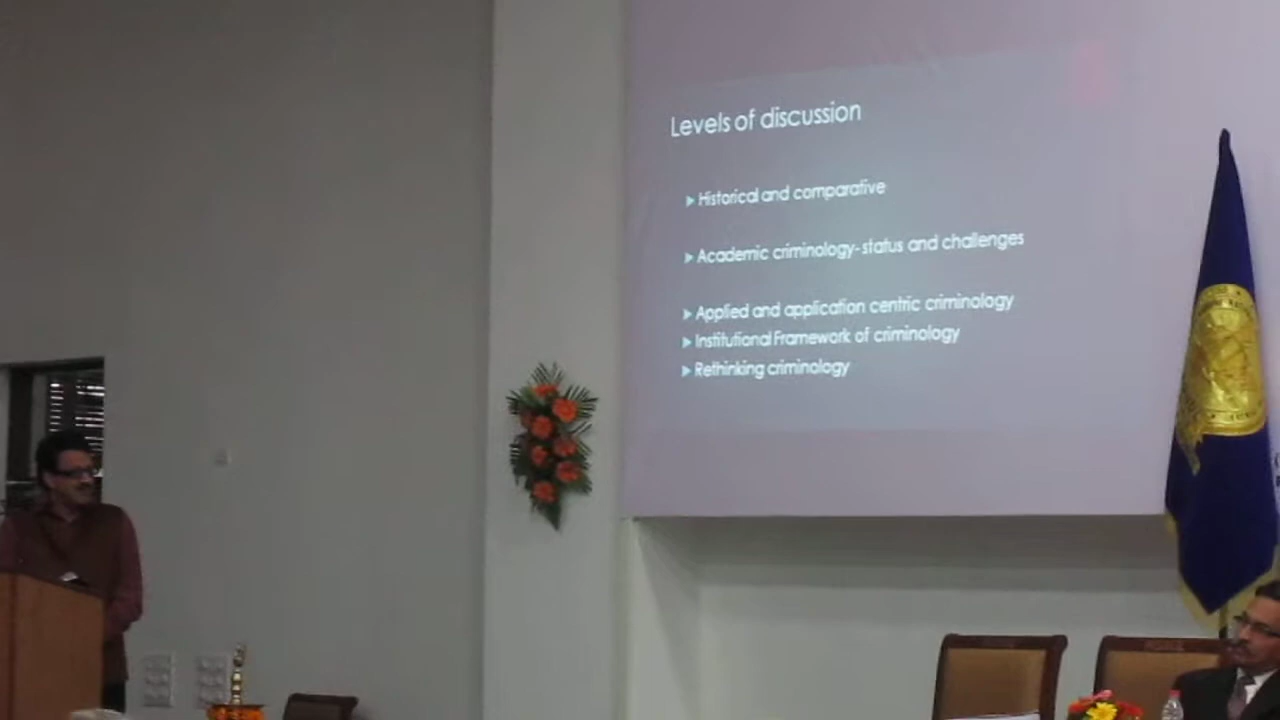 Levels of discussion
Historical and comparative
Academic criminology-status and challenges
Applied and application centric criminology
Institutional Framework of criminology
Rethinking criminology